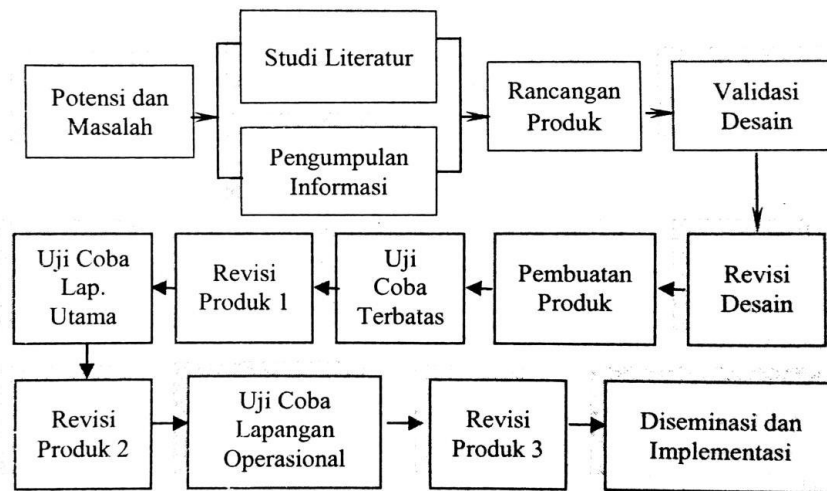 Potensi dan
Masalah
Studi Literatur
Pengumpulan
Informasi
Rancangan
Produk
Validasi
Desain
Uji Coba
Lap.
Utama
Revisi
Produk 1
Uji
Coba
Terbatas
Pembuatan
Produk
Revisi
Desain
Revisi
Produk 2
Uji Coba
Lapangan
Operasional
Revisi
Produk 3
Diseminasi dan
Implementasi